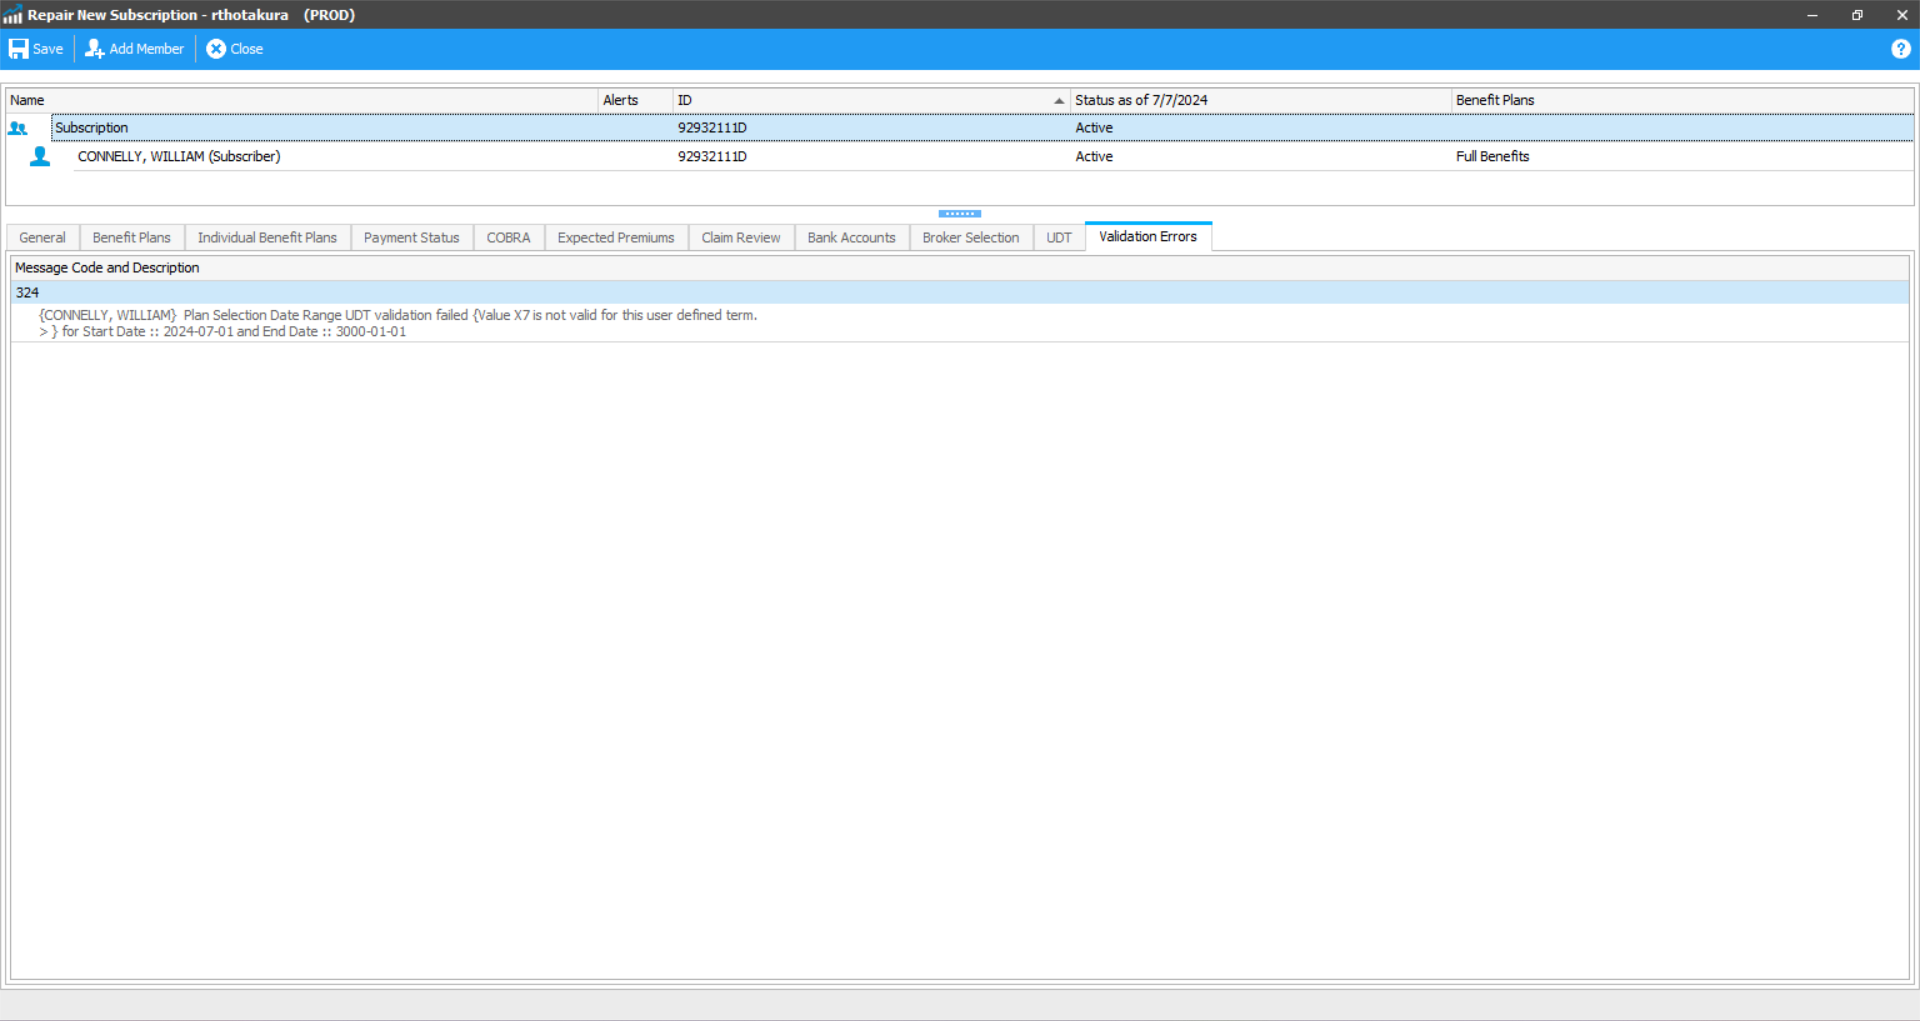 Repair New Subscription - rthotakura (PROD)
Save Add Member Close
Name Alerts ID Status as of 7/7/2024 Benefit Plans
Subscription 92932111D Active
CONNELLY, WILLIAM (Subscriber) 92932111D Active Full Benefits
General Benefit Plans Individual Benefit Plans Payment Status COBRA Expected Premiums Claim Review Bank Accounts Broker Selection UDT Validation Errors
Message Code and Description
324
{CONNELLY, WILLIAM} Plan Selection Date Range UDT validation failed {Value X7 is not valid for this user defined term.
> } for Start Date :: 2024-07-01 and End Date :: 3000-01-01